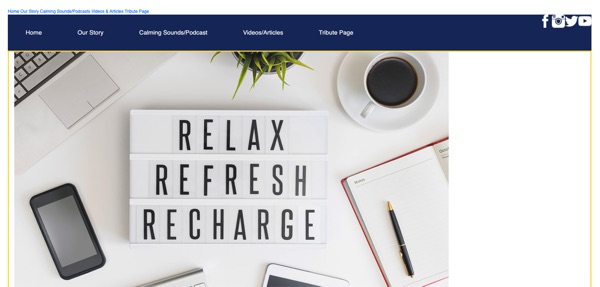 Home Our Story Calming Sounds/Podcasts Videos & Articles Tribute Page
Home Our Story Calming Sounds/Podcast Videos/Articles Tribute Page
RELAX
REFRESH
RECHARGE